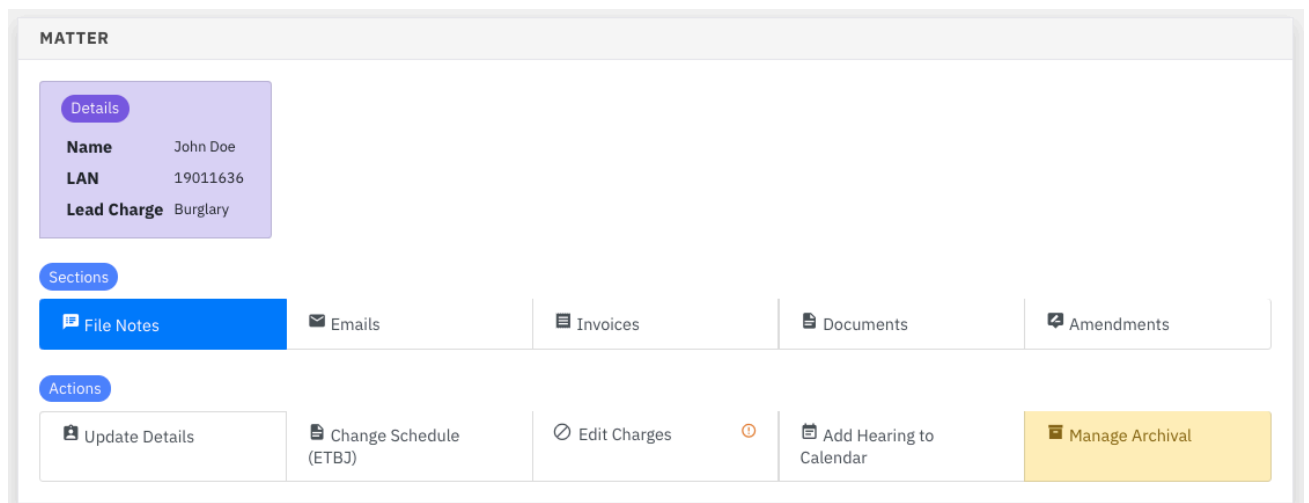 MATTER
Details
Name John Doe
LAN 19011636
Lead Charge Burglary
Sections
File Notes Emails Invoices Documents Amendments
Actions
Update Details Change Schedule Edit Charges Add Hearing to Manage Archival
(ETBJ) Calendar